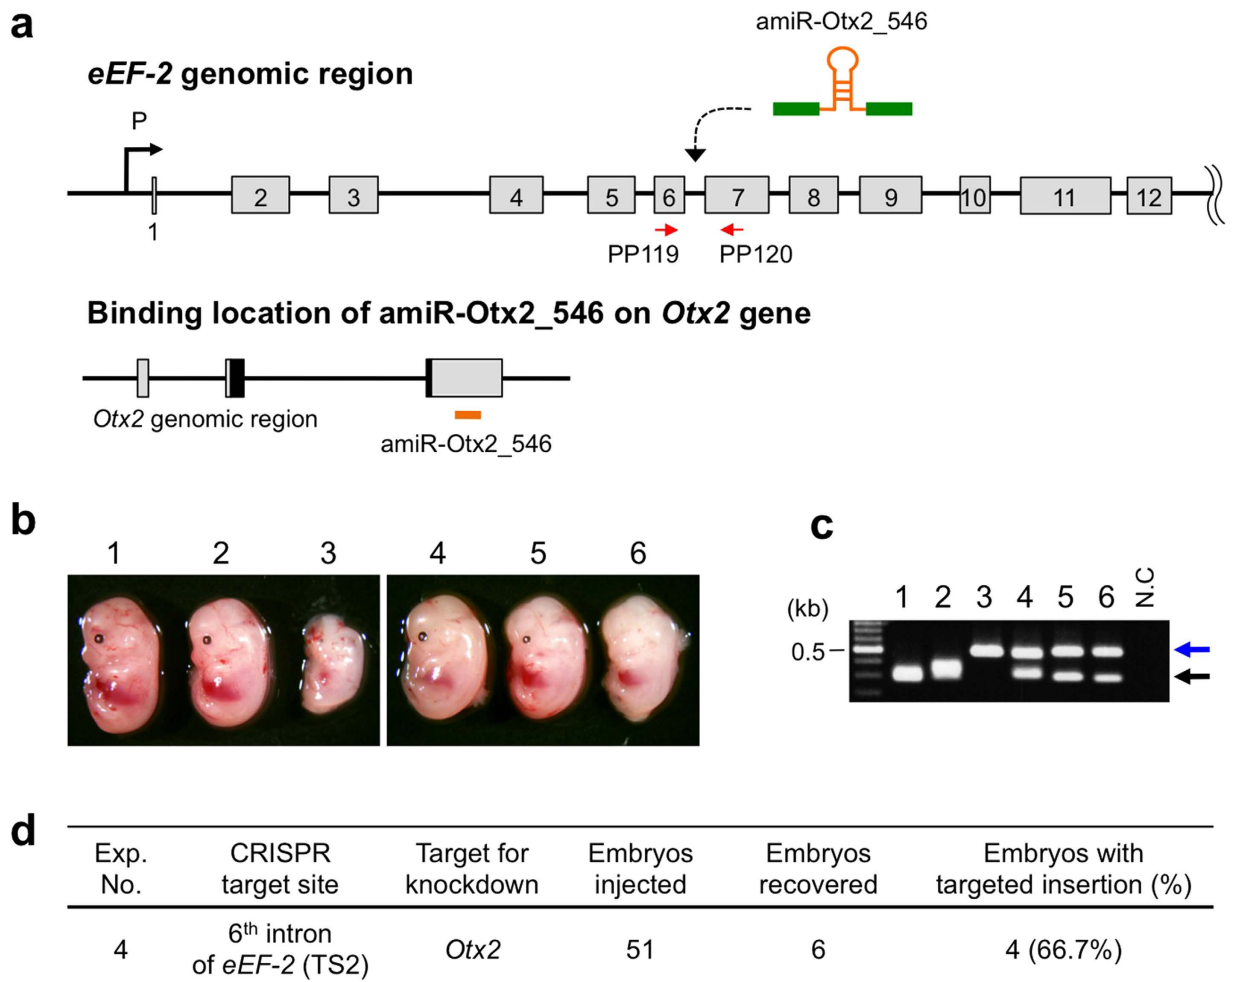 a
amiR-Otx2_546
eEF-2 genomic region
P
1 2 3 4 5 6 7 8 9 10 11 12
PP119 PP120
Binding location of amiR-Otx2_546 on Otx2 gene
Otx2 genomic region
amiR-Otx2_546
b
1 2 3 4 5 6
c
(kb) 1 2 3 4 5 6 N.C
0.5
d
Exp. No.
CRISPR target site
Target for knockdown
Embryos injected
Embryos recovered
Embryos with targeted insertion (%)
4
6th intron of eEF-2 (TS2)
Otx2
51
6
4 (66.7%)